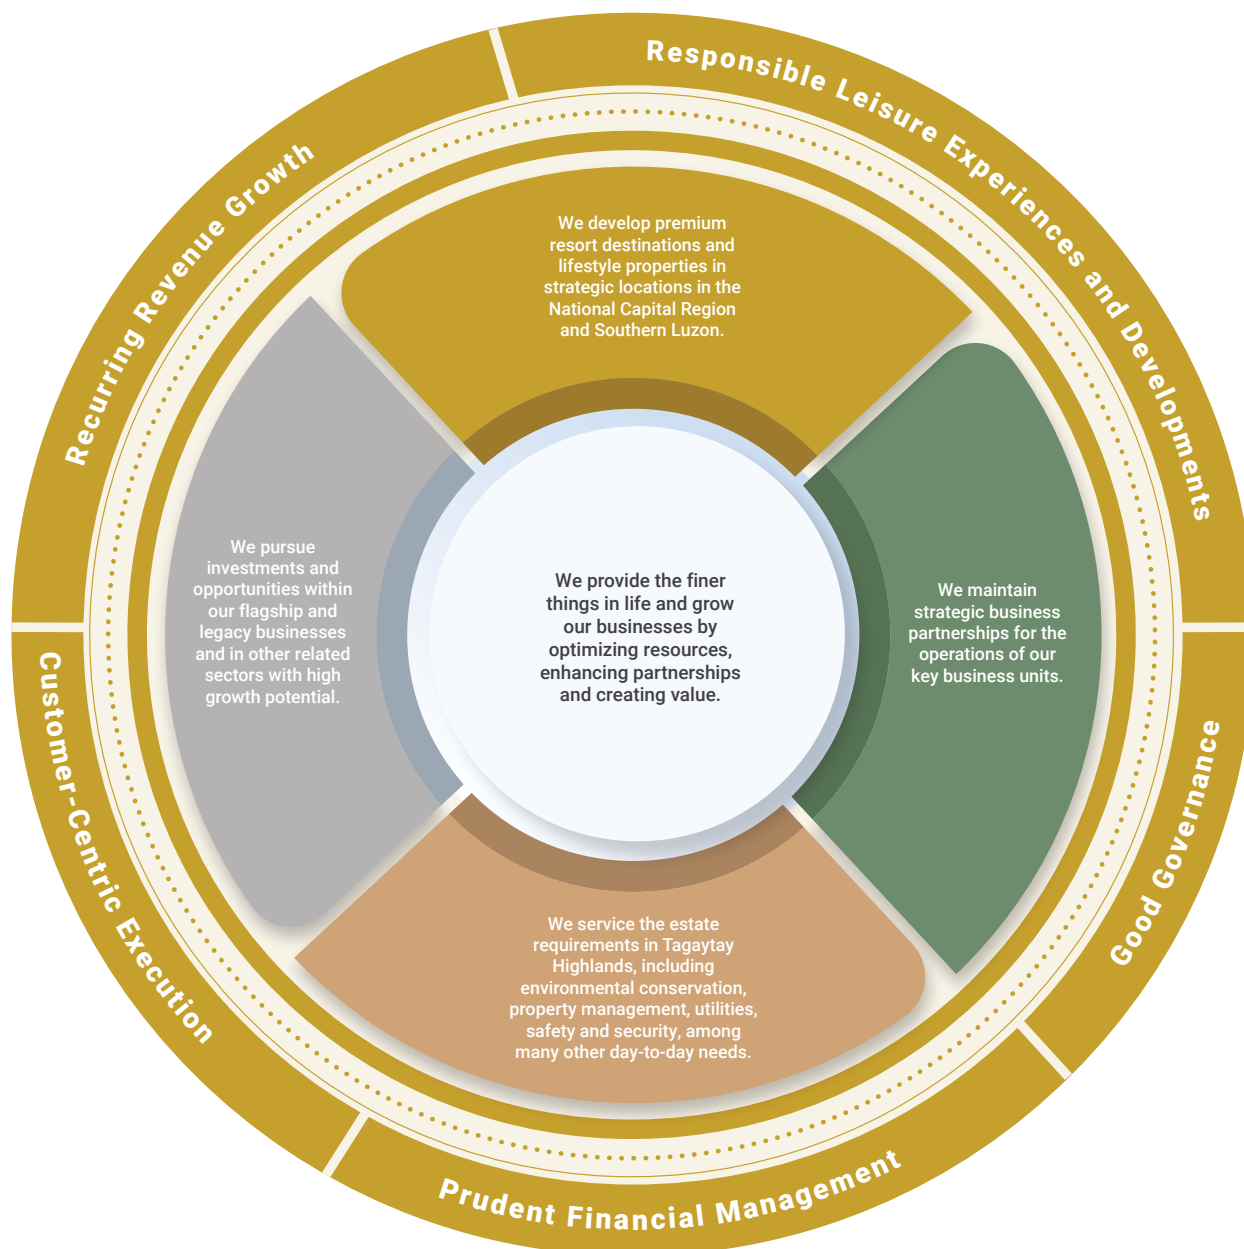 Responsible Leisure Experiences and Developments
Recurring Revenue Growth
We develop premium
resort destinations and
lifestyle properties in
strategic locations in the
National Capital Region
and Southern Luzon.
We pursue
investments and
opportunities within
our flagship and
legacy businesses
and in other related
sectors with high
growth potential.
We provide the finer
things in life and grow
our businesses by
optimizing resources,
enhancing partnerships
and creating value.
We maintain
strategic business
partnerships for the
operations of our
key business units.
We service the estate
requirements in Tagaytay
Highlands, including
environmental conservation,
property management, utilities,
safety and security, among
many other day-to-day needs.
Customer-Centric Execution
Good Governance
Prudent Financial Management